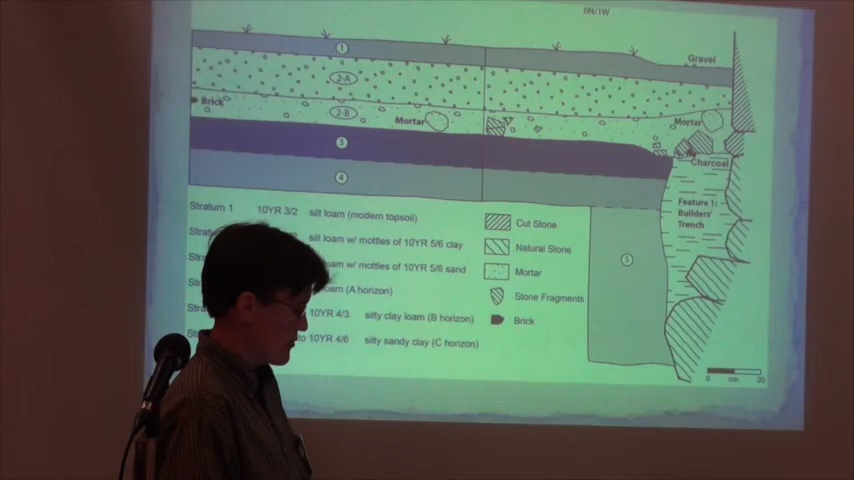 0N/1W
1
Gravel
2-A
Brick
2-B
Mortar
Mortar
3
Charcoal
4
Feature 1:
Builders'
Trench
5
Stratum 1 10YR 3/2 silt loam (modern topsoil)
silt loam w/ mottles of 10YR 5/6 clay
loam w/ mottles of 10YR 5/6 sand
loam (A horizon)
10YR 4/3 silty clay loam (B horizon)
to 10YR 4/6 silty sandy clay (C horizon)
Cut Stone
Natural Stone
Mortar
Stone Fragments
Brick
0 cm 20